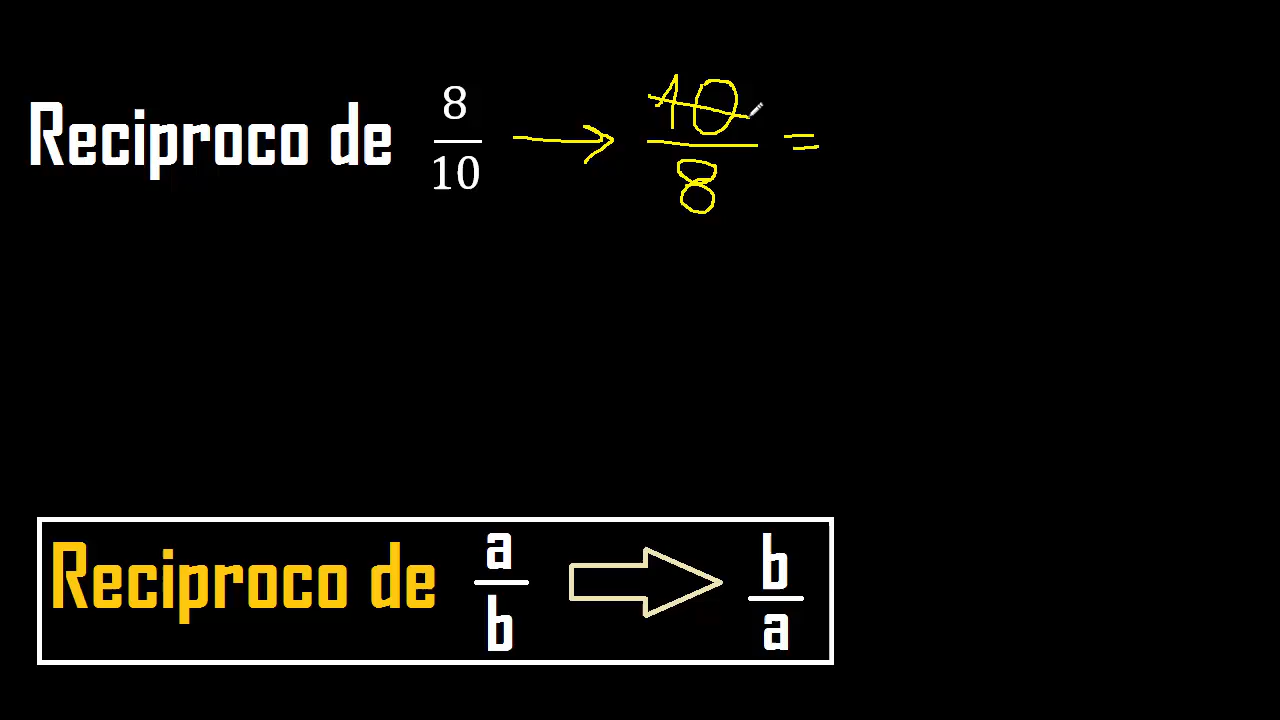 Reciproco de 8/10 → 10/8 =
Reciproco de a/b ⇨ b/a